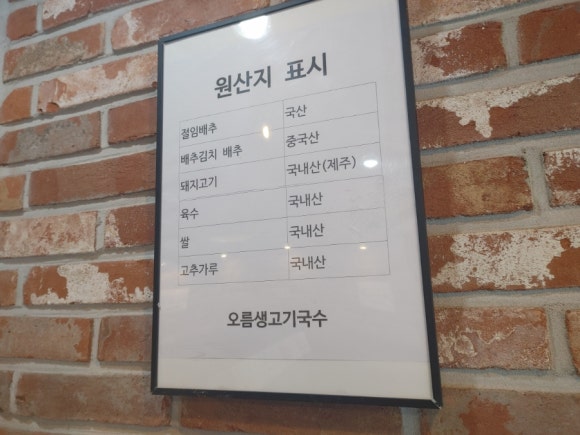 원산지 표시
절임배추 국산
배추김치 배추 중국산
돼지고기 국내산(제주)
육수 국내산
쌀 국내산
고추가루 국내산
오름생고기국수